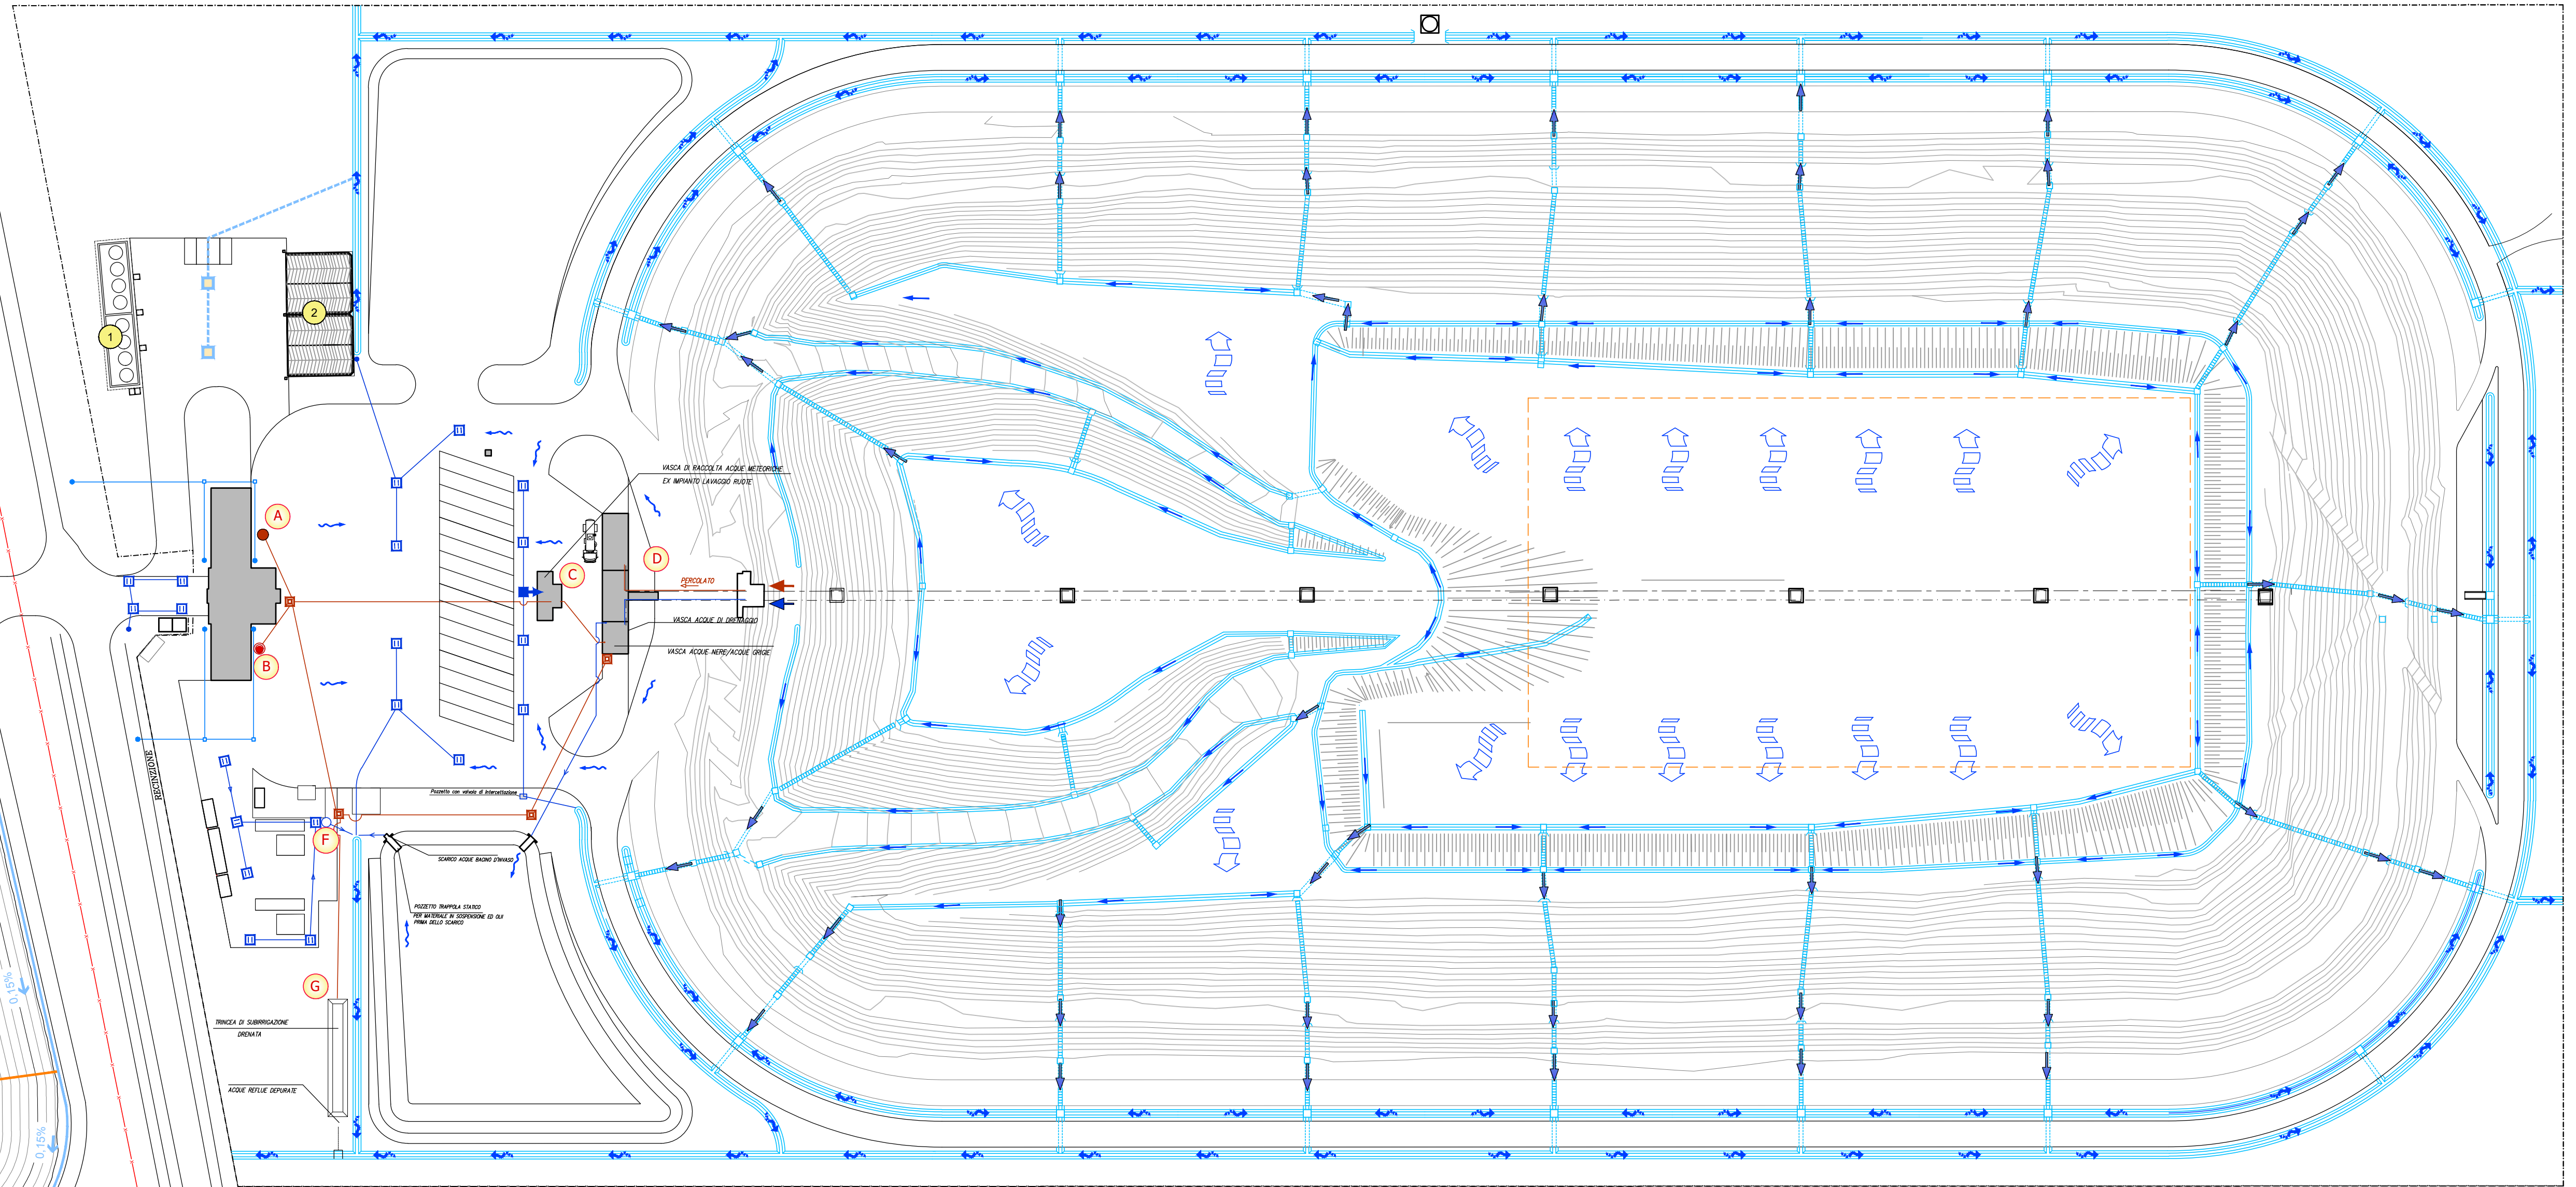 1
2
VASCA DI RACCOLTA ACQUE METEORICHE
EX IMPIANTO LAVAGGIO RUOTE
A
D
C
PERCOLATO
VASCA ACQUE DI DRENAGGIO
VASCA ACQUE NERE/ACQUE GRIGIE
B
RECINZIONE
Pozzetto con valvola di intercettazione
F
SCARICO ACQUE BACINO D'INVASO
POZZETTO TRAPPOLA STATICO
PER MATERIALE IN SOSPENSIONE ED OLII
PRIMA DELLO SCARICO
G
0,15%
TRINCEA DI SUBIRRIGAZIONE
DRENATA
ACQUE REFLUE DEPURATE
0,15%